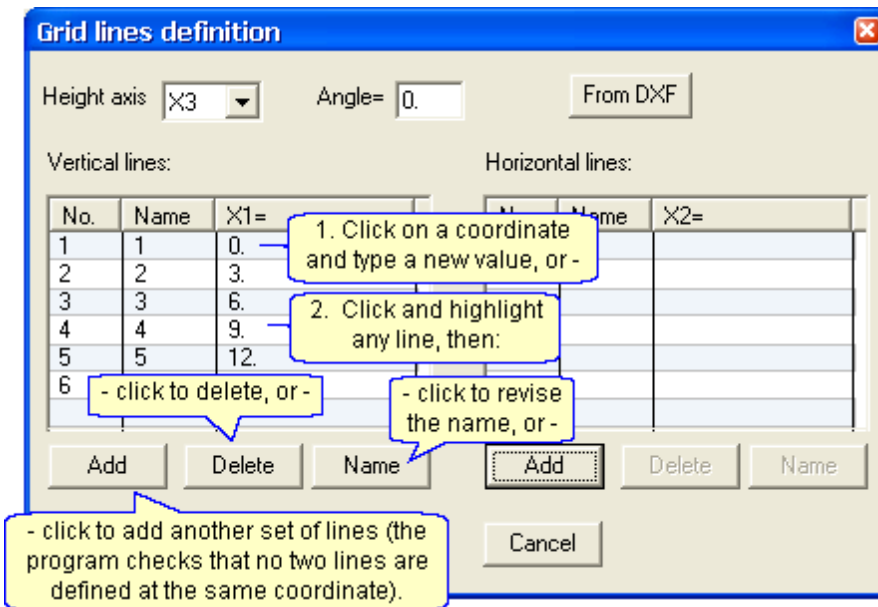 Grid lines definition
Height axis X3 Angle= 0. From DXF
Vertical lines: Horizontal lines:
No. Name X1= Name X2=
1 1 0.
2 2 3.
3 3 6.
4 4 9.
5 5 12.
6
1. Click on a coordinate
and type a new value, or -
2. Click and highlight
any line, then:
- click to delete, or -
- click to revise
the name, or -
Add Delete Name Add Delete Name
- click to add another set of lines (the
program checks that no two lines are
defined at the same coordinate).
Cancel